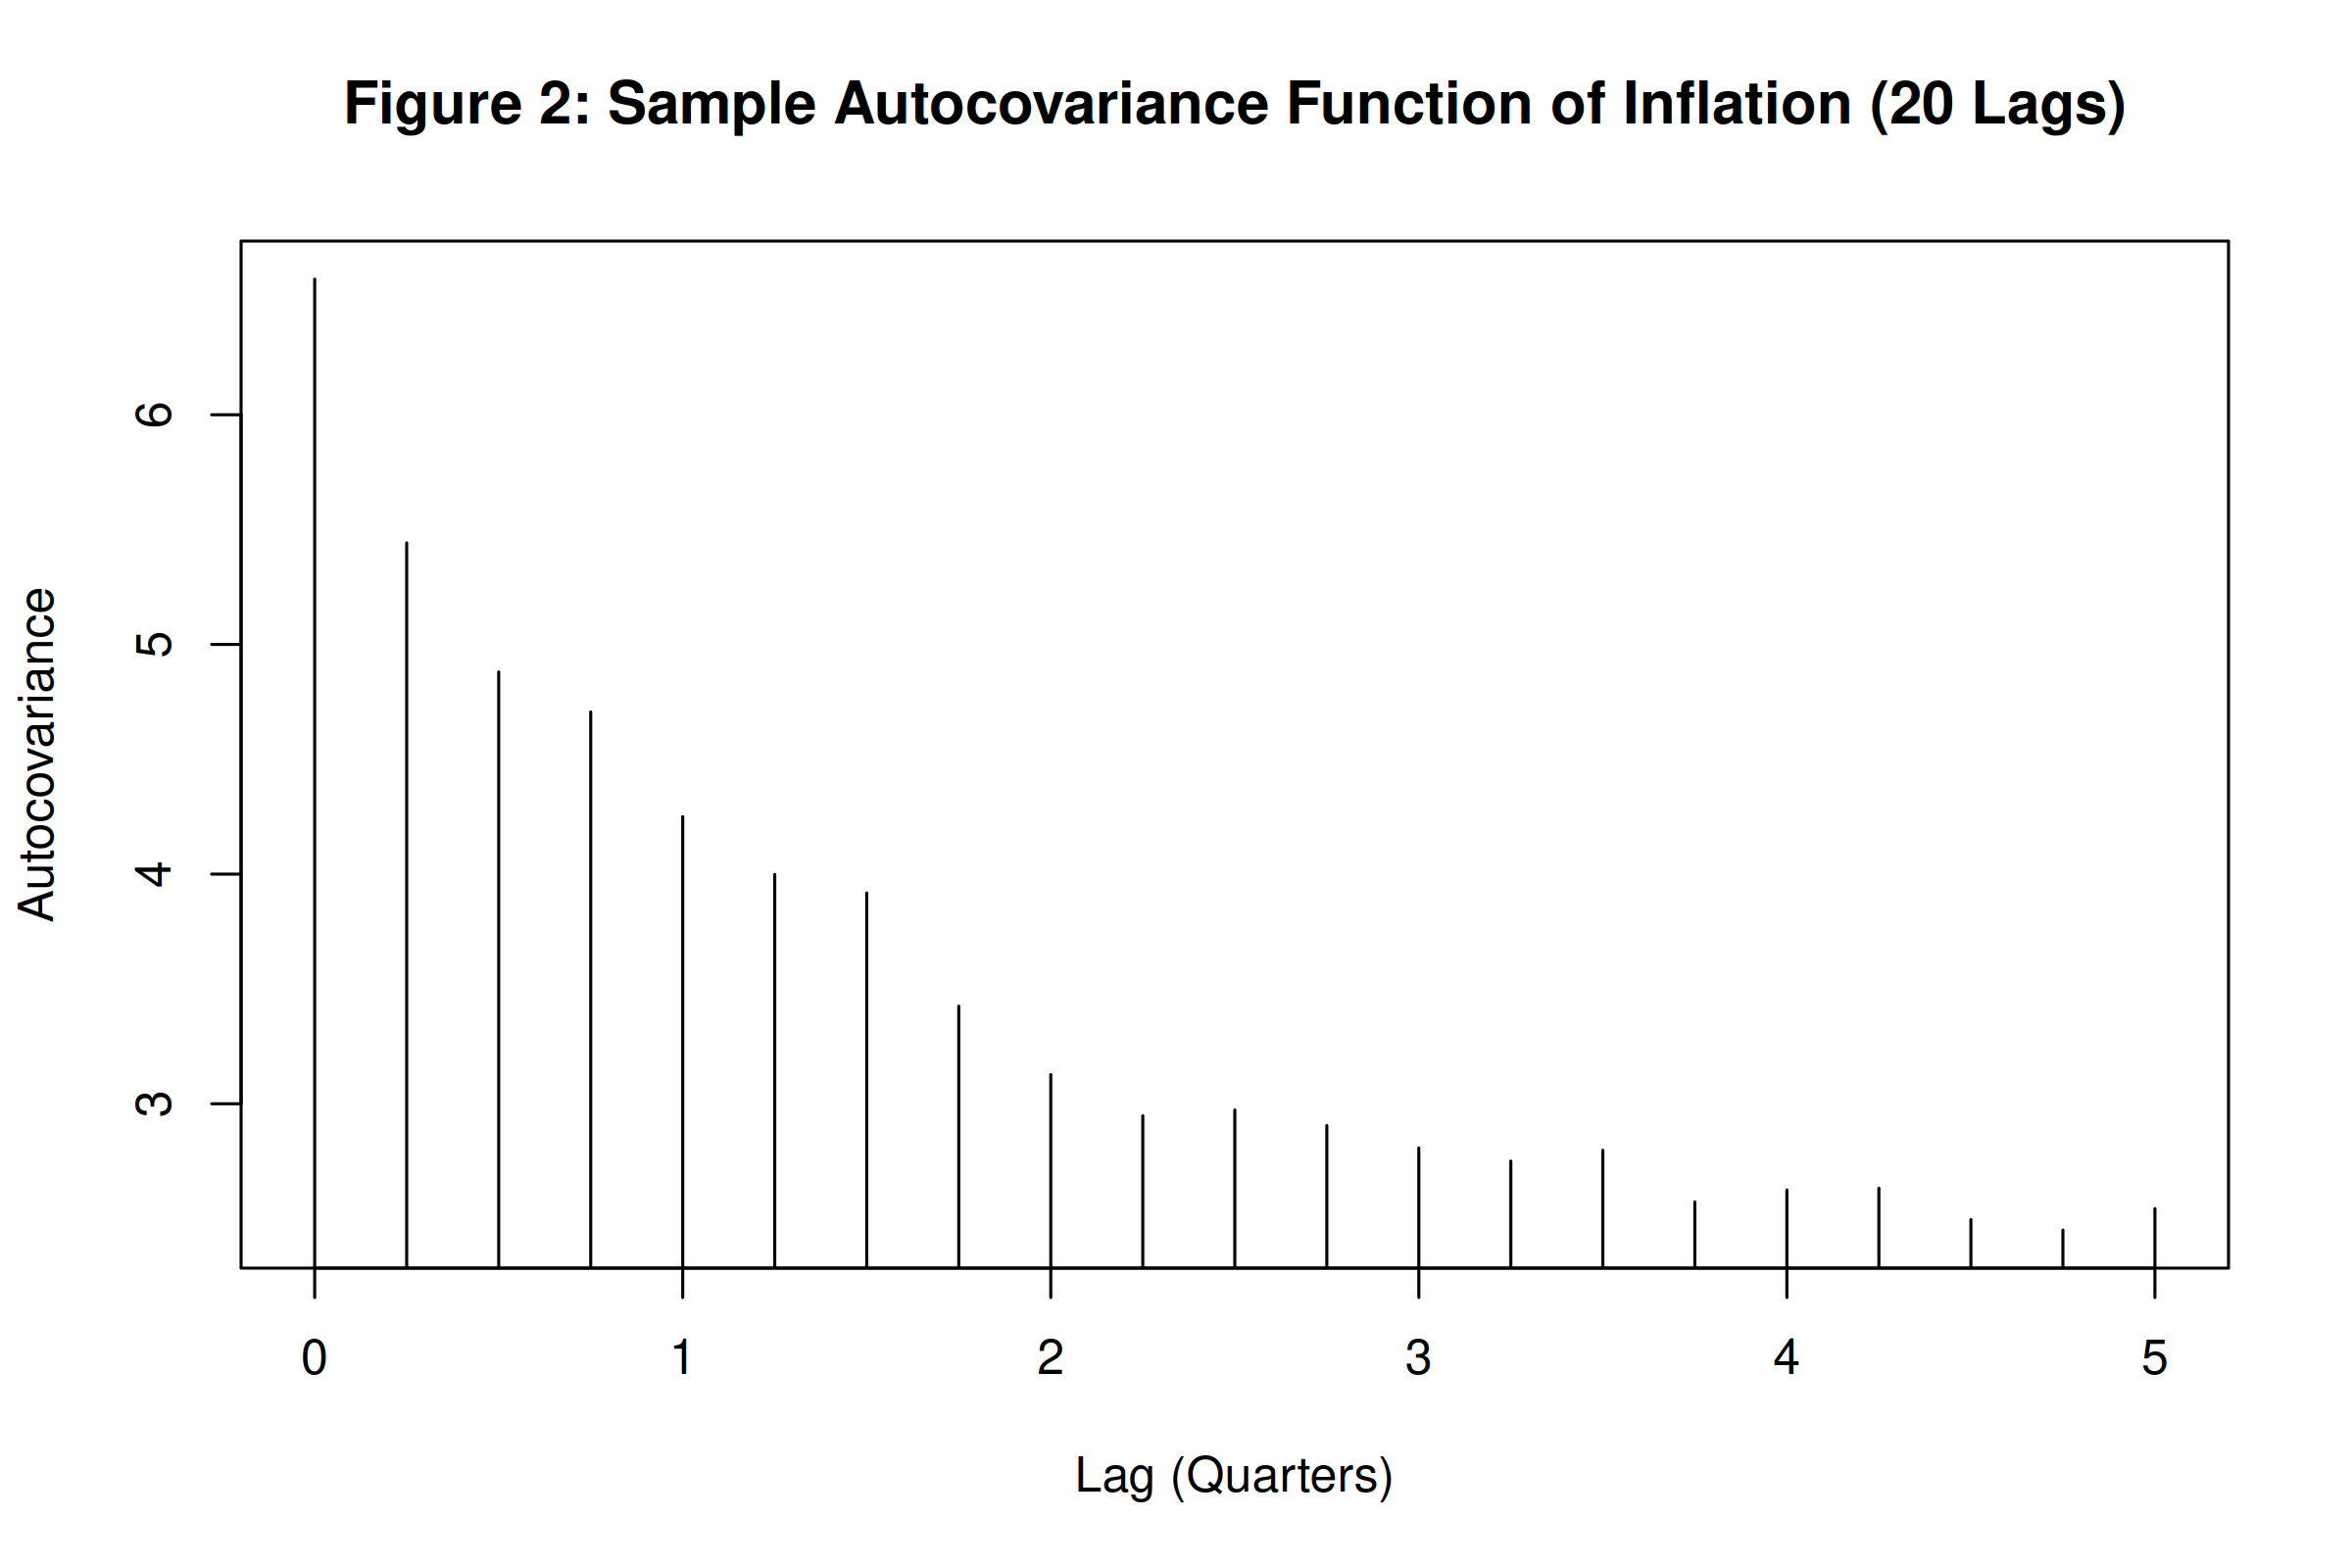 Figure 2: Sample Autocovariance Function of Inflation (20 Lags)
Autocovariance
6
5
4
3
0 1 2 3 4 5
Lag (Quarters)